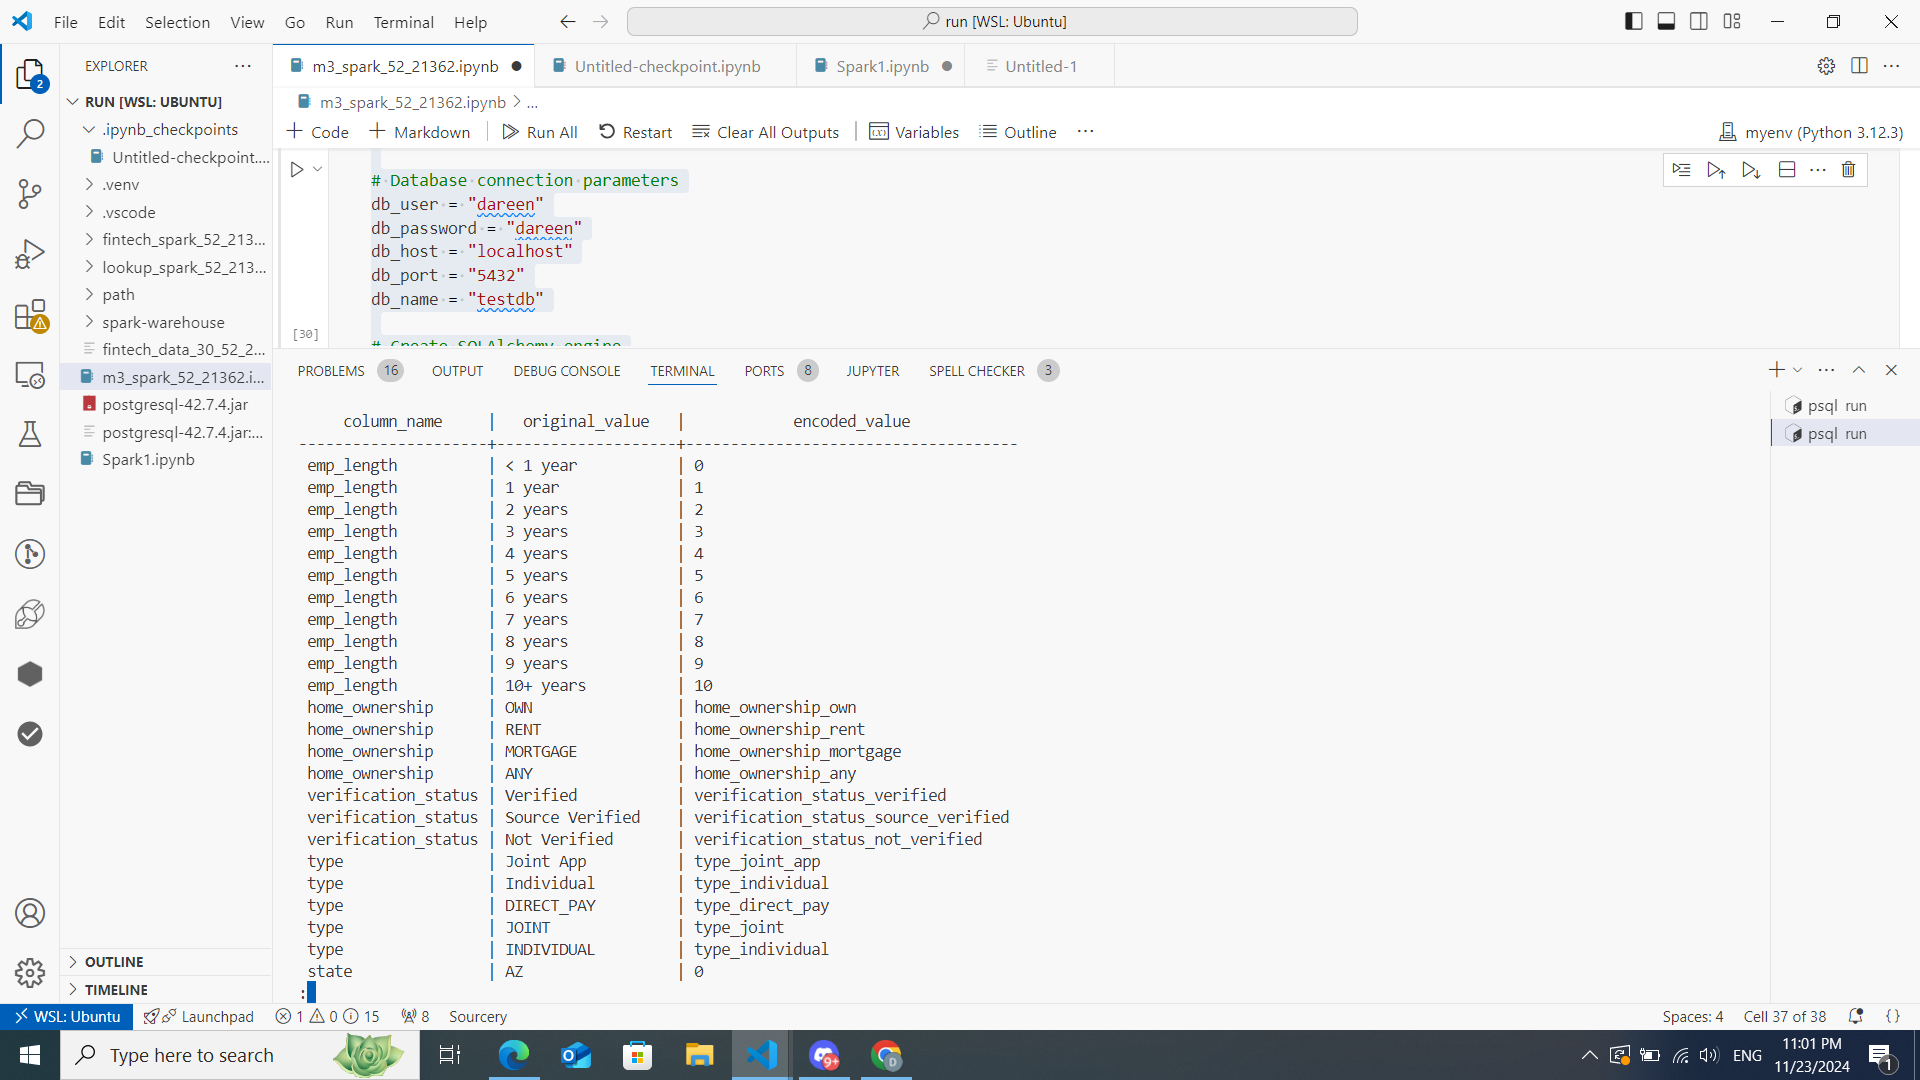 File Edit Selection View Go Run Terminal Help
run [WSL: Ubuntu]
EXPLORER
RUN [WSL: UBUNTU]
.ipynb_checkpoints
Untitled-checkpoint....
.venv
.vscode
fintech_spark_52_213...
lookup_spark_52_213...
path
spark-warehouse
fintech_data_30_52_2...
m3_spark_52_21362.i...
postgresql-42.7.4.jar
postgresql-42.7.4.jar:...
Spark1.ipynb
OUTLINE
TIMELINE
2
m3_spark_52_21362.ipynb Untitled-checkpoint.ipynb Spark1.ipynb Untitled-1
m3_spark_52_21362.ipynb > ...
Code Markdown Run All Restart Clear All Outputs Variables Outline ... myenv (Python 3.12.3)
# Database connection parameters
db_user = "dareen"
db_password = "dareen"
db_host = "localhost"
db_port = "5432"
db_name = "testdb"
[30]
# Create SQLAlchemy engine
PROBLEMS 16 OUTPUT DEBUG CONSOLE TERMINAL PORTS 8 JUPYTER SPELL CHECKER 3
psql run
psql run
column_name | original_value | encoded_value
---------------------+--------------------+-------------------------------------
emp_length | < 1 year | 0
emp_length | 1 year | 1
emp_length | 2 years | 2
emp_length | 3 years | 3
emp_length | 4 years | 4
emp_length | 5 years | 5
emp_length | 6 years | 6
emp_length | 7 years | 7
emp_length | 8 years | 8
emp_length | 9 years | 9
emp_length | 10+ years | 10
home_ownership | OWN | home_ownership_own
home_ownership | RENT | home_ownership_rent
home_ownership | MORTGAGE | home_ownership_mortgage
home_ownership | ANY | home_ownership_any
verification_status | Verified | verification_status_verified
verification_status | Source Verified | verification_status_source_verified
verification_status | Not Verified | verification_status_not_verified
type | Joint App | type_joint_app
type | Individual | type_individual
type | DIRECT_PAY | type_direct_pay
type | JOINT | type_joint
type | INDIVIDUAL | type_individual
state | AZ | 0
:
WSL: Ubuntu Launchpad 1 0 15 8 Sourcery Spaces: 4 Cell 37 of 38 {}
Type here to search
9+
D
ENG
11:01 PM
11/23/2024
1